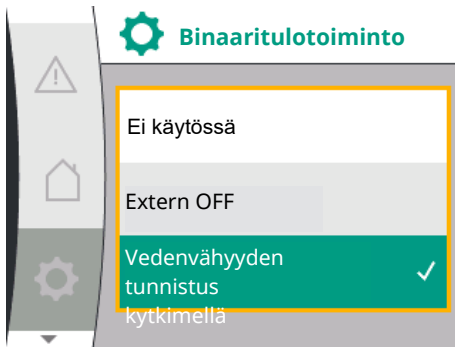 Binaaritulotoiminto
Ei käytössä
Extern OFF
Vedenvähyyden
tunnistus
kytkimellä